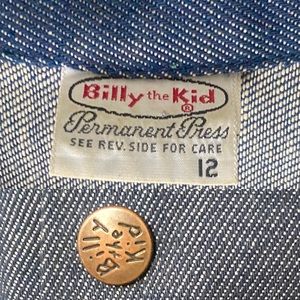 Billy the Kid ®
Permanent Press
SEE REV. SIDE FOR CARE
12
Billy
the
Kid